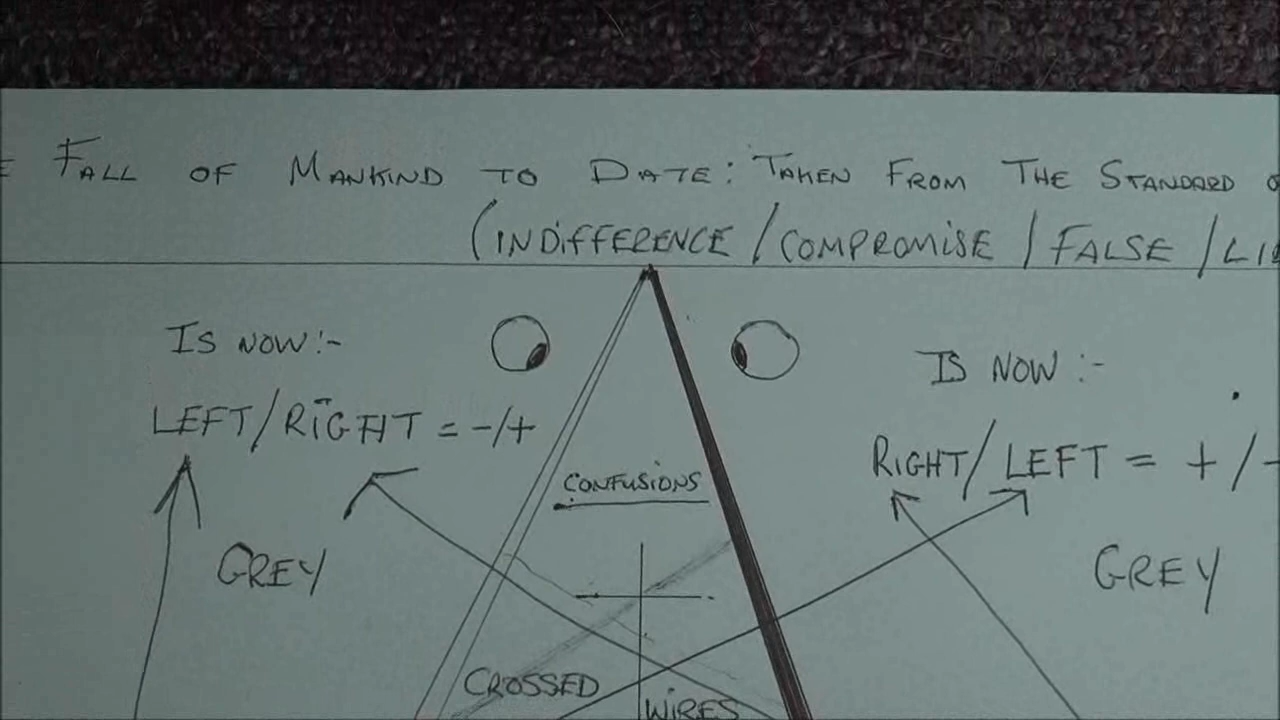 FALL OF MANKIND TO DATE: TAKEN FROM THE STANDARD
(INDIFFERENCE/COMPROMISE/FALSE/
IS NOW:-
IS NOW:-
LEFT/RIGHT = -/+
RIGHT/LEFT = +/-
CONFUSIONS
GREY
GREY
CROSSED WIRES